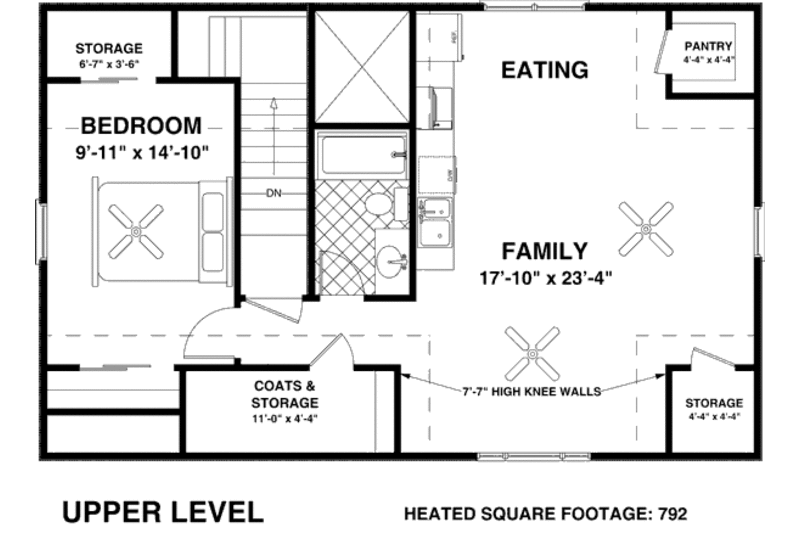 STORAGE
6'-7" x 3'-6"
REF.
EATING
PANTRY
4'-4" x 4'-4"
BEDROOM
9'-11" x 14'-10"
DN
D/W
FAMILY
17'-10" x 23'-4"
COATS &
STORAGE
11'-0" x 4'-4"
7'-7" HIGH KNEE WALLS
STORAGE
4'-4" x 4'-4"
UPPER LEVEL
HEATED SQUARE FOOTAGE: 792